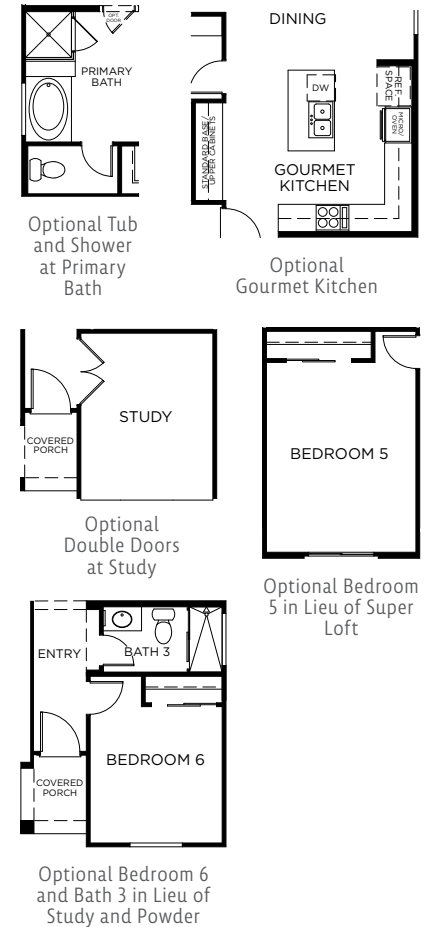 OPT.
DOOR
PRIMARY
BATH
Optional Tub
and Shower
at Primary
Bath
DINING
DW
REF.
SPACE
MICRO/
OVEN
STANDARD BASE/
UPPER CABINETS
GOURMET
KITCHEN
Optional
Gourmet Kitchen
STUDY
COVERED
PORCH
Optional
Double Doors
at Study
BEDROOM 5
Optional Bedroom
5 in Lieu of Super
Loft
ENTRY
BATH 3
BEDROOM 6
COVERED
PORCH
Optional Bedroom 6
and Bath 3 in Lieu of
Study and Powder